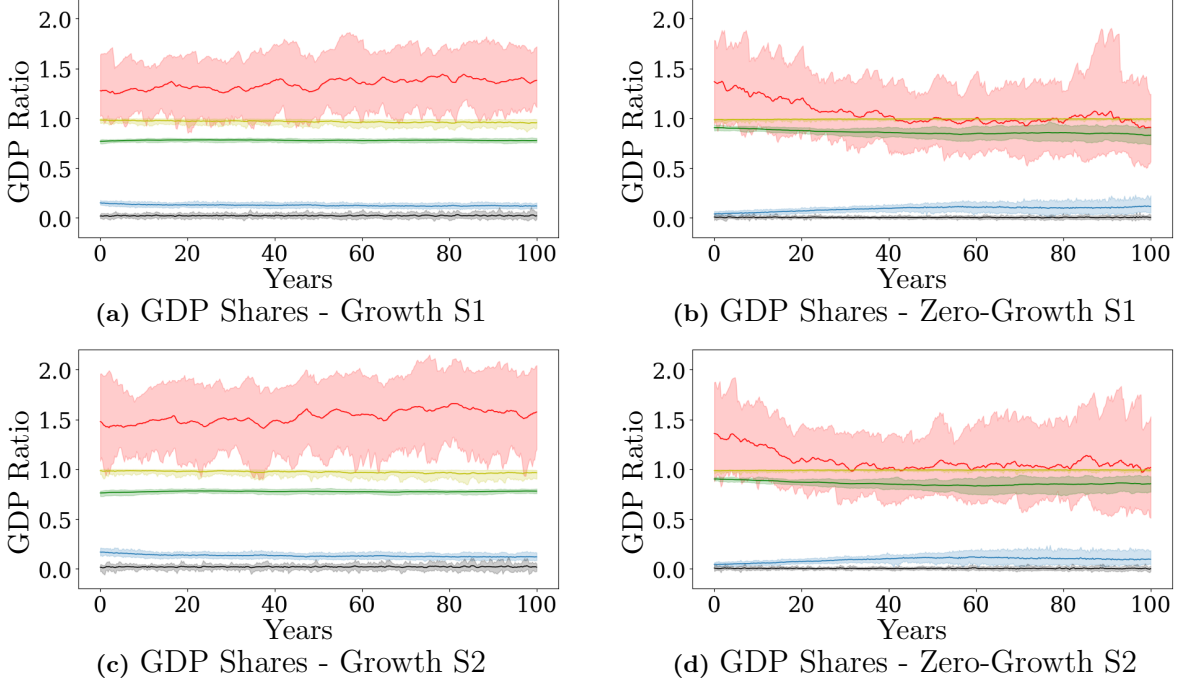 2.0
1.5
1.0
0.5
0.0
GDP Ratio
0 20 40 60 80 100
Years
(a) GDP Shares - Growth S1
2.0
1.5
1.0
0.5
0.0
GDP Ratio
0 20 40 60 80 100
Years
(b) GDP Shares - Zero-Growth S1
2.0
1.5
1.0
0.5
0.0
GDP Ratio
0 20 40 60 80 100
Years
(c) GDP Shares - Growth S2
2.0
1.5
1.0
0.5
0.0
GDP Ratio
0 20 40 60 80 100
Years
(d) GDP Shares - Zero-Growth S2